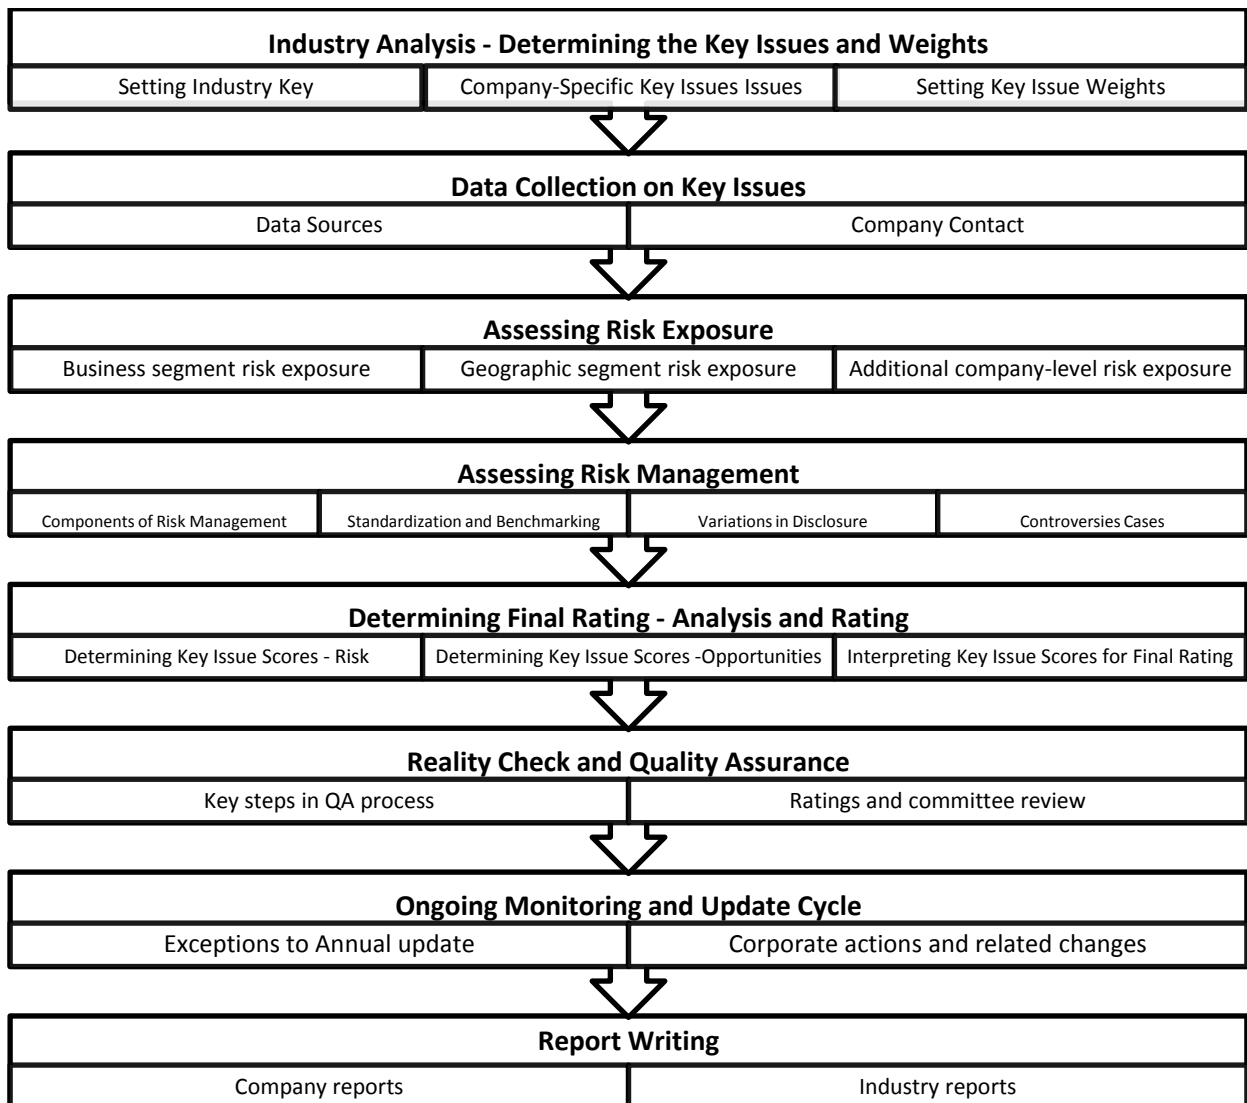 Industry Analysis - Determining the Key Issues and Weights
Setting Industry Key
Company-Specific Key Issues Issues
Setting Key Issue Weights
Data Collection on Key Issues
Data Sources
Company Contact
Assessing Risk Exposure
Business segment risk exposure
Geographic segment risk exposure
Additional company-level risk exposure
Assessing Risk Management
Components of Risk Management
Standardization and Benchmarking
Variations in Disclosure
Controversies Cases
Determining Final Rating - Analysis and Rating
Determining Key Issue Scores - Risk
Determining Key Issue Scores -Opportunities
Interpreting Key Issue Scores for Final Rating
Reality Check and Quality Assurance
Key steps in QA process
Ratings and committee review
Ongoing Monitoring and Update Cycle
Exceptions to Annual update
Corporate actions and related changes
Report Writing
Company reports
Industry reports